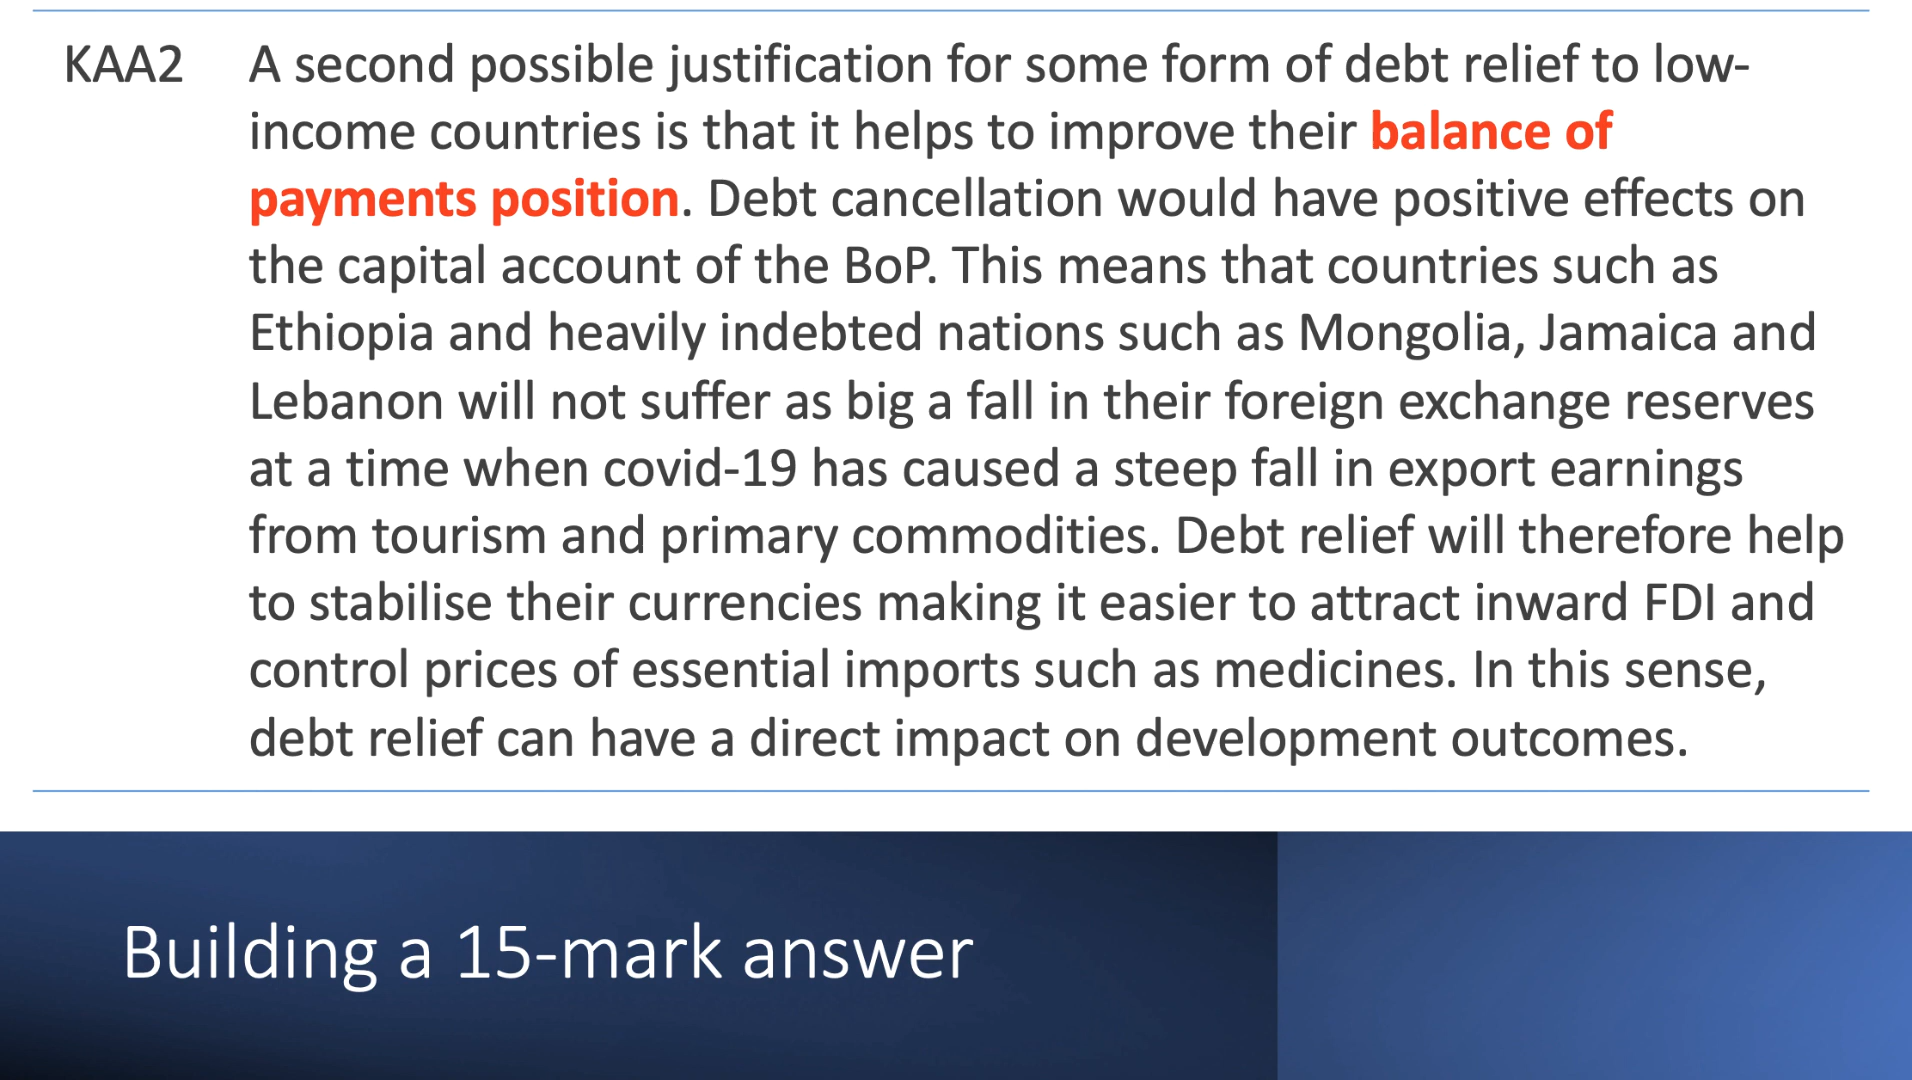 KAA2 A second possible justification for some form of debt relief to low-
income countries is that it helps to improve their balance of
payments position. Debt cancellation would have positive effects on
the capital account of the BoP. This means that countries such as
Ethiopia and heavily indebted nations such as Mongolia, Jamaica and
Lebanon will not suffer as big a fall in their foreign exchange reserves
at a time when covid-19 has caused a steep fall in export earnings
from tourism and primary commodities. Debt relief will therefore help
to stabilise their currencies making it easier to attract inward FDI and
control prices of essential imports such as medicines. In this sense,
debt relief can have a direct impact on development outcomes.
Building a 15-mark answer